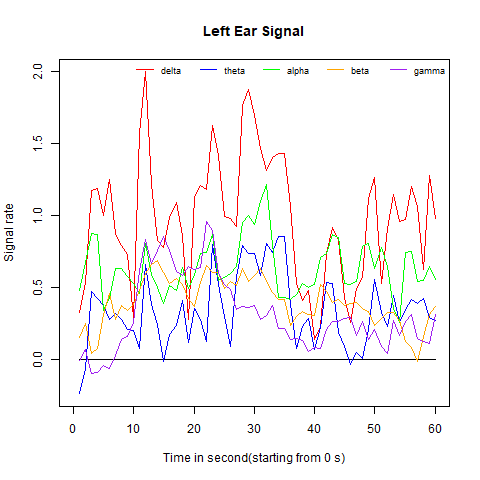 Left Ear Signal
delta theta alpha beta gamma
2.0
1.5
1.0
0.5
0.0
Signal rate
0 10 20 30 40 50 60
Time in second(starting from 0 s)